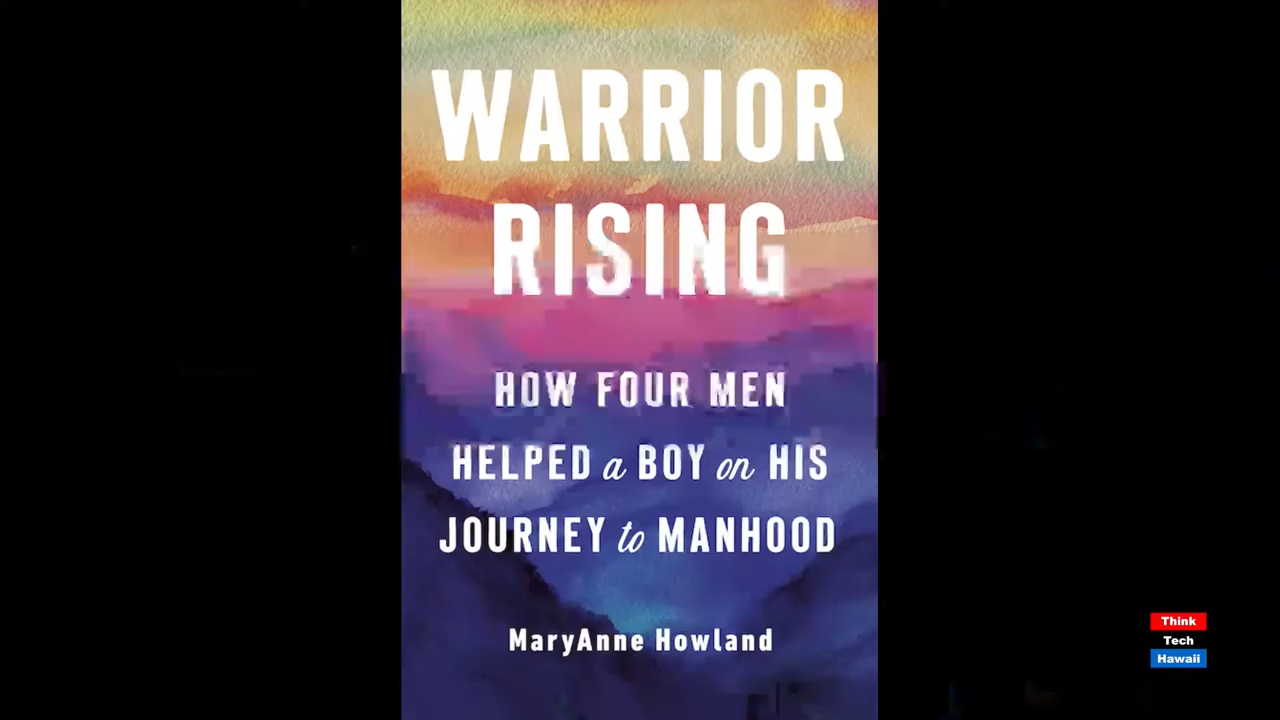 WARRIOR
RISING
HOW FOUR MEN
HELPED a BOY on HIS
JOURNEY to MANHOOD
MaryAnne Howland
Think
Tech
Hawaii